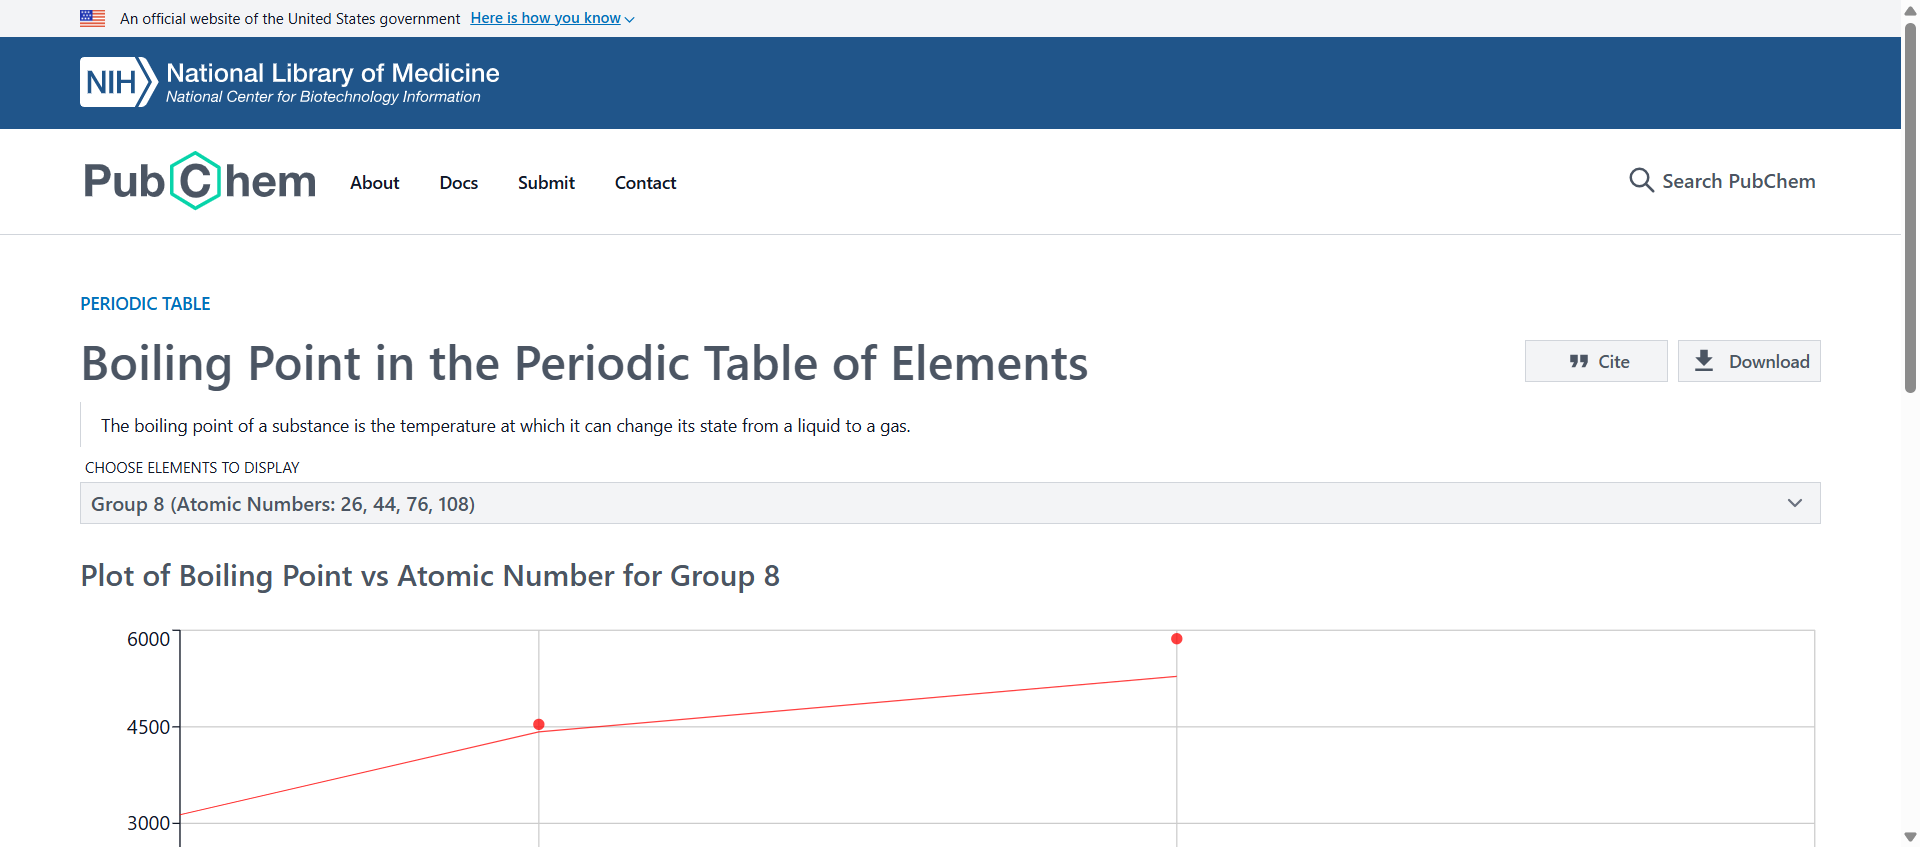 An official website of the United States government Here is how you know
NIH National Library of Medicine
National Center for Biotechnology Information
PubChem About Docs Submit Contact Search PubChem
PERIODIC TABLE
Boiling Point in the Periodic Table of Elements
Cite Download
The boiling point of a substance is the temperature at which it can change its state from a liquid to a gas.
CHOOSE ELEMENTS TO DISPLAY
Group 8 (Atomic Numbers: 26, 44, 76, 108)
Plot of Boiling Point vs Atomic Number for Group 8
6000
4500
3000